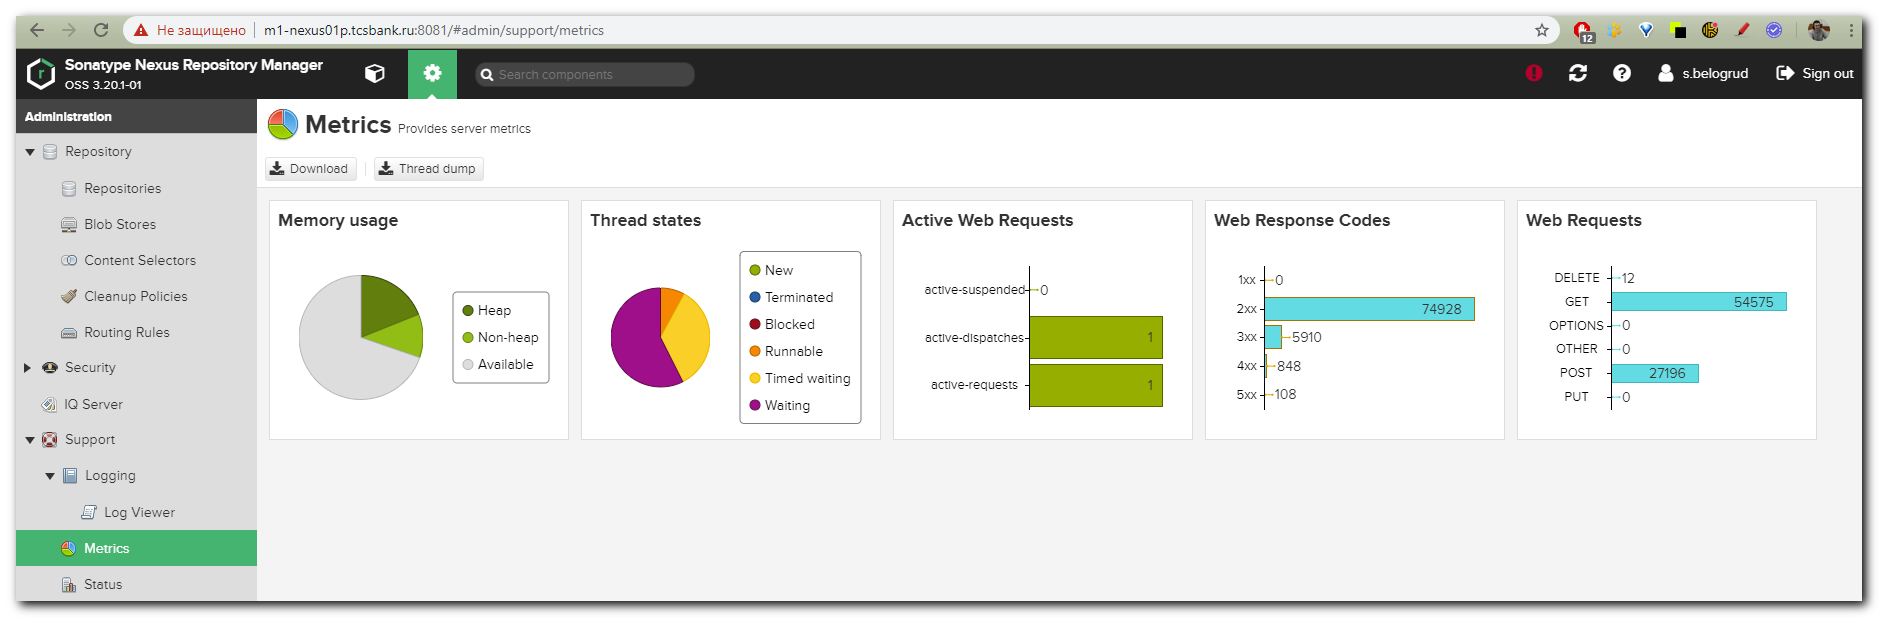 Не защищено
m1-nexus01p.tcsbank.ru:8081/#admin/support/metrics
12
Sonatype Nexus Repository Manager
OSS 3.20.1-01
Search components
s.belogrud
Sign out
Administration
Repository
Repositories
Blob Stores
Content Selectors
Cleanup Policies
Routing Rules
Security
IQ Server
Support
Logging
Log Viewer
Metrics
Status
Metrics Provides server metrics
Download
Thread dump
Memory usage
Heap
Non-heap
Available
Thread states
New
Terminated
Blocked
Runnable
Timed waiting
Waiting
Active Web Requests
active-suspended 0
active-dispatches 1
active-requests 1
Web Response Codes
1xx 0
2xx 74928
3xx 5910
4xx 848
5xx 108
Web Requests
DELETE 12
GET 54575
OPTIONS 0
OTHER 0
POST 27196
PUT 0